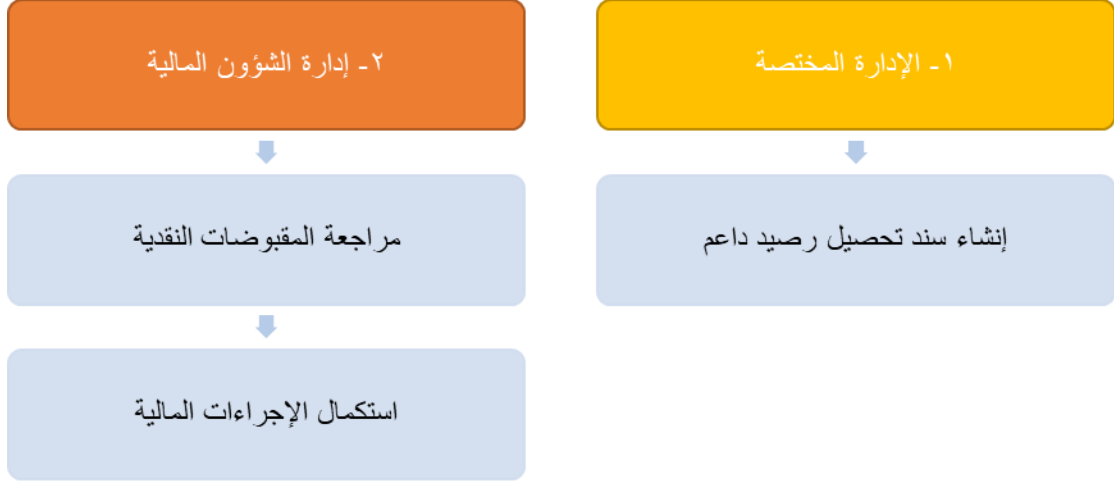 ١- الإدارة المختصة
إنشاء سند تحصيل رصيد داعم
٢- إدارة الشؤون المالية
مراجعة المقبوضات النقدية
استكمال الإجراءات المالية